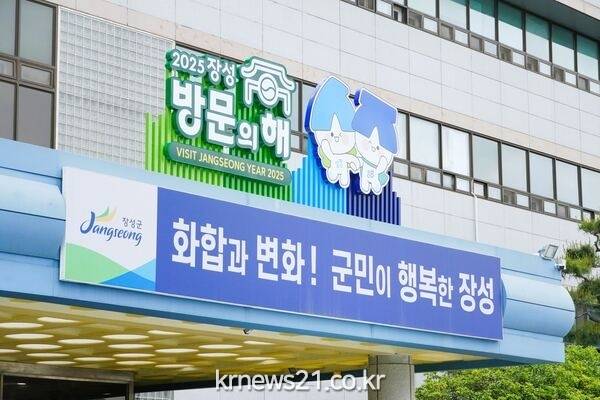 2025 장성
방문의해
VISIT JANGSEONG YEAR 2025
장성군
Jangseong
화합과 변화! 군민이 행복한 장성
krnews21.co.kr